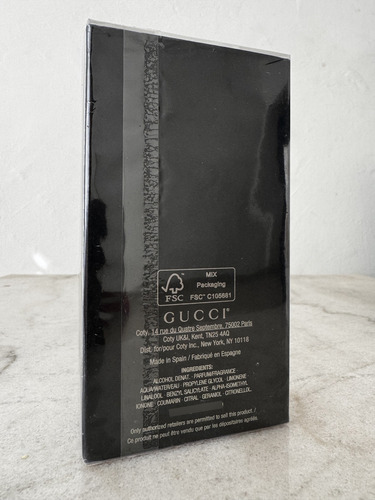 MIX
Packaging
FSC
FSC™ C105661
GUCCI
Coty, 14 rue du Quatre Septembre, 75002 Paris
Coty UK&I, Kent, TN25 4AQ
Dist. for/pour Coty Inc., New York, NY 10118
Made in Spain / Fabriqué en Espagne
INGREDIENTS:
ALCOHOL DENAT. · PARFUM/FRAGRANCE
AQUA/WATER/EAU · PROPYLENE GLYCOL · LIMONENE
LINALOOL · BENZYL SALICYLATE · ALPHA-ISOMETHYL
IONONE · COUMARIN · CITRAL · GERANIOL · CITRONELLOL.
Only authorized retailers are permitted to sell this product./
Ce produit ne peut être vendu que par les dépositaires agréés.